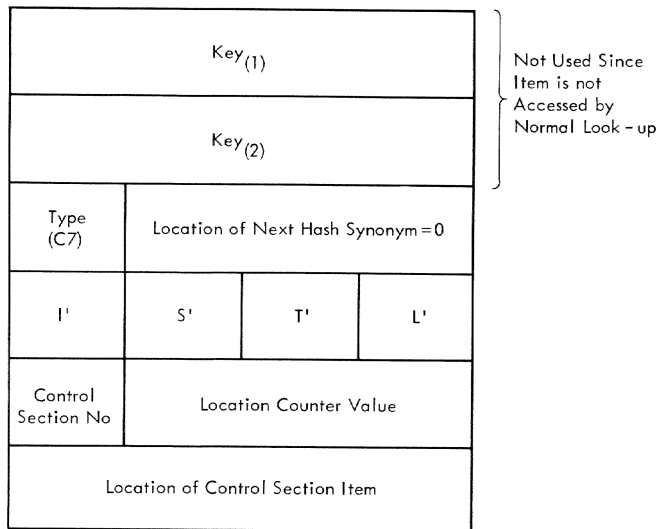 Key(1)
Not Used Since
Item is not
Accessed by
Normal Look-up
Key(2)
Type
(C7)
Location of Next Hash Synonym = 0
I' S' T' L'
Control
Section No
Location Counter Value
Location of Control Section Item